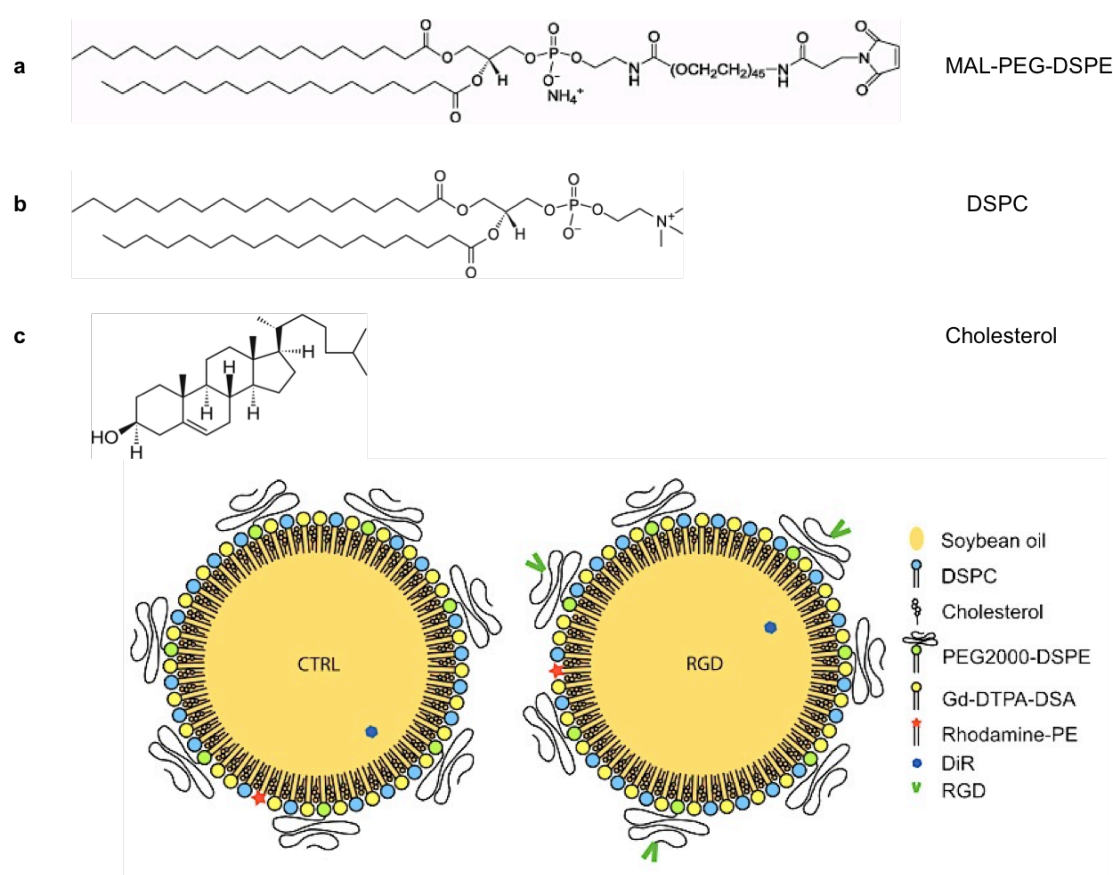 a
MAL-PEG-DSPE
O
O
O
O
O
P
O
N
H
(OCH₂CH₂)₄₅
N
H
N
O
O
O
H
O⁻
NH₄⁺
O
O
b
DSPC
O
O
O
P
O
O
N⁺
O
H
O⁻
O
c
Cholesterol
H
H
H
H
HO
H
CTRL
RGD
Soybean oil
DSPC
Cholesterol
PEG2000-DSPE
Gd-DTPA-DSA
Rhodamine-PE
DiR
RGD